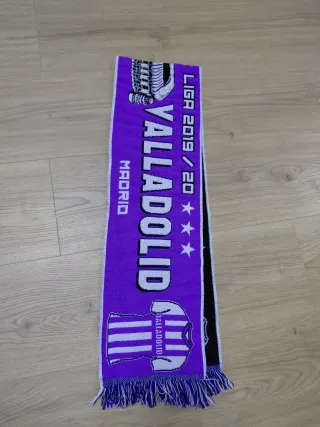 LIGA 2019 / 20
VALLADOLID
MADRID
VALLADOLID